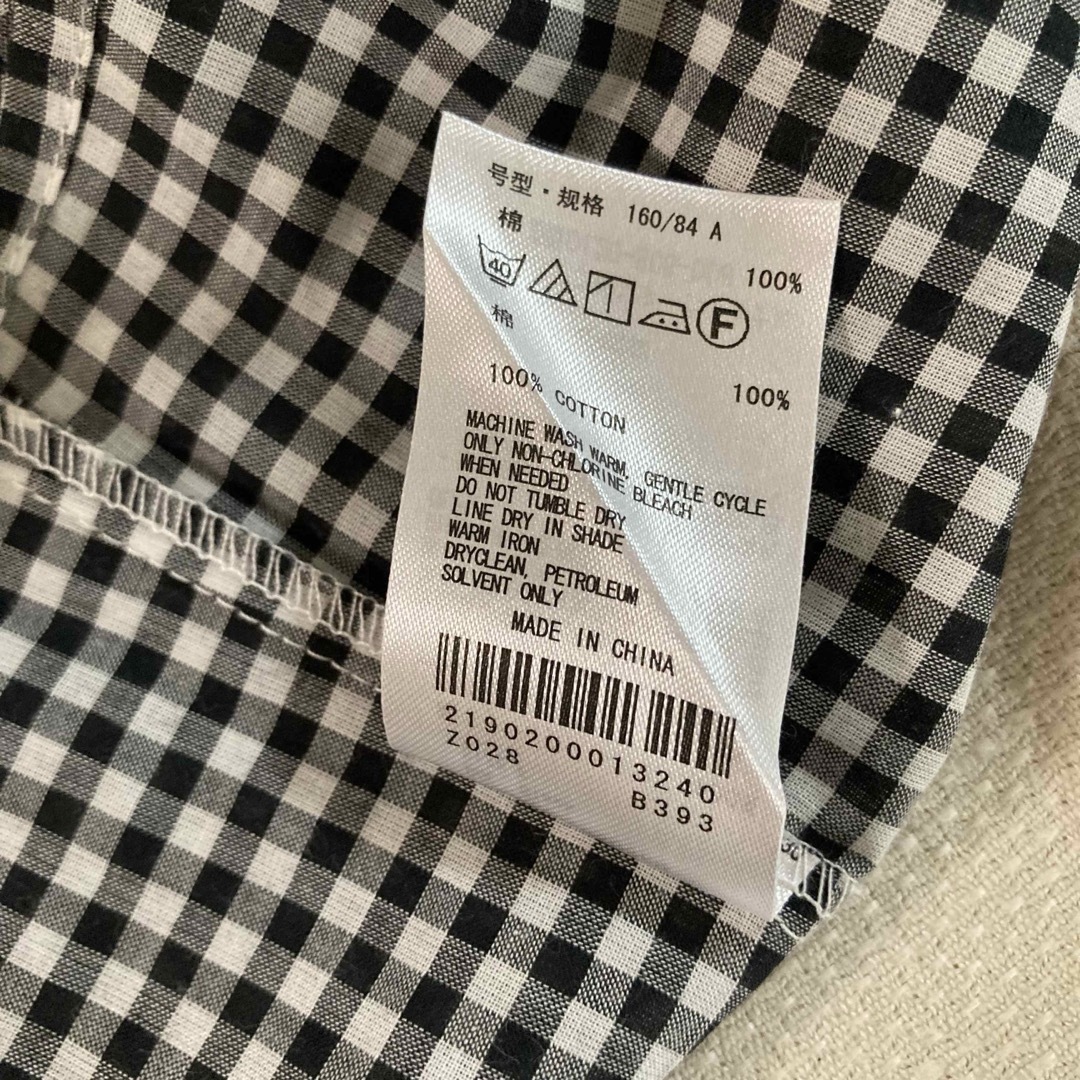 号型·规格 160/84 A
棉 100%
40
F
棉 100%
100% COTTON
MACHINE WASH WARM, GENTLE CYCLE
ONLY NON-CHLORINE BLEACH
WHEN NEEDED
DO NOT TUMBLE DRY
LINE DRY IN SHADE
WARM IRON
DRYCLEAN, PETROLEUM
SOLVENT ONLY
MADE IN CHINA
2190200013240
Z028
B393